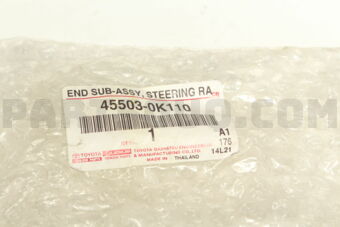 END SUB-ASSY, STEERING RA
45503-0K110
1
A1
176
TOYOTA
TOYOTA DAIHATSU ENGINEERING
& MANUFACTURING CO.,LTD.
14L21
MADE IN THAILAND